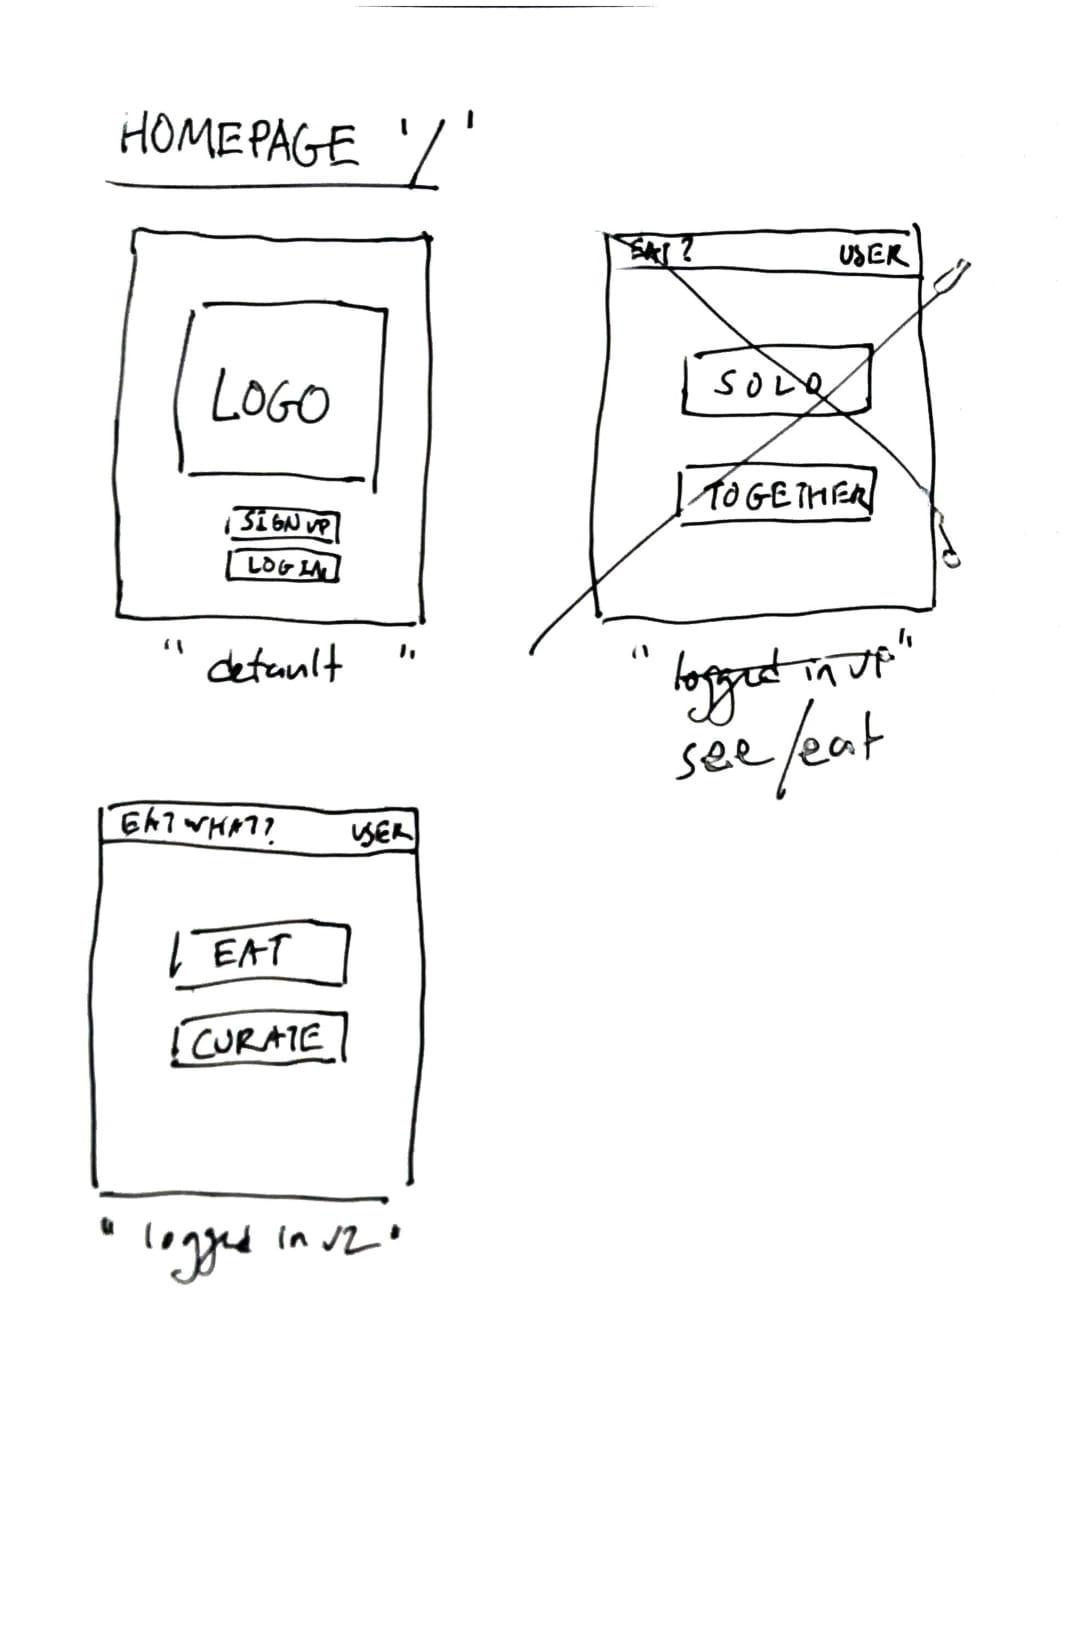 HOMEPAGE '/'
LOGO
SIGN UP
LOG IN
"default"
EAT? USER
SOLO
TOGETHER
"logged in
see /eat
EAT WHAT? USER
EAT
CURATE
"logged in v2"